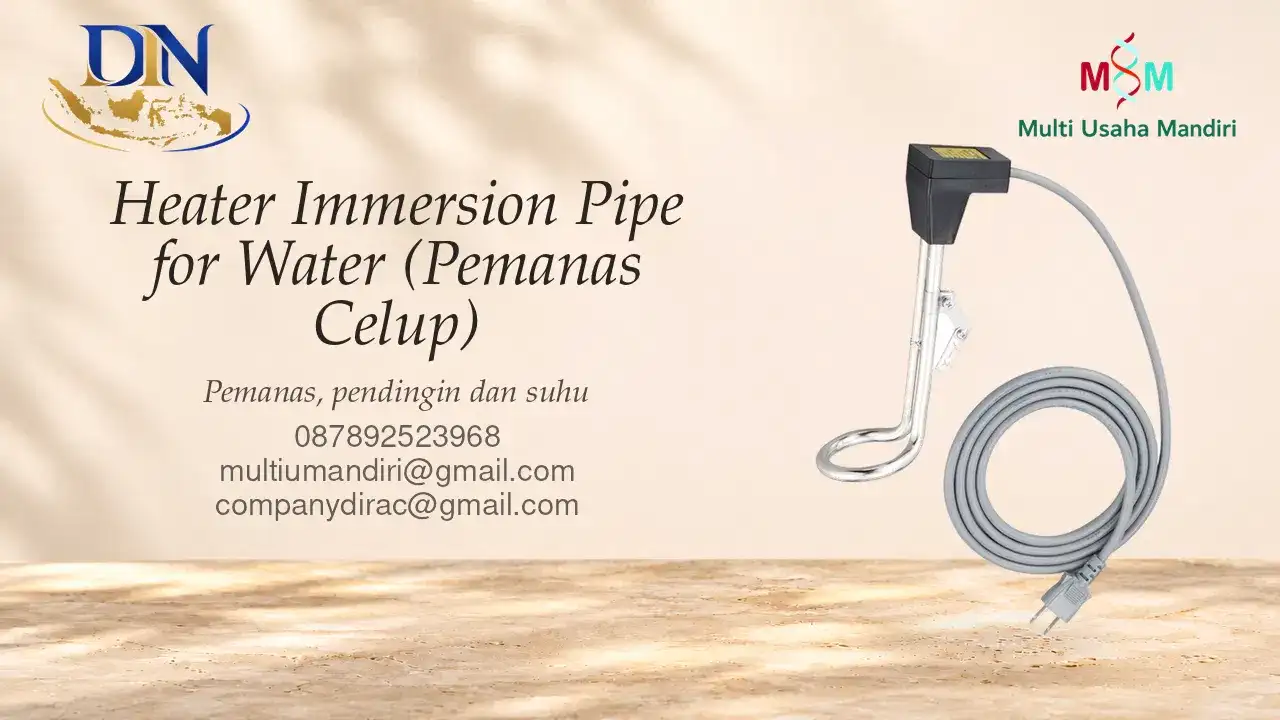 DIN
MSM
Multi Usaha Mandiri
Heater Immersion Pipe
for Water (Pemanas
Celup)
Pemanas, pendingin dan suhu
087892523968
multiumandiri@gmail.com
companydirac@gmail.com